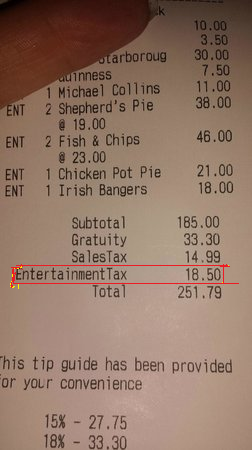 10.00
3.50
starboroug 30.00
Guinness 7.50
1 Michael Collins 11.00
ENT 2 Shepherd's Pie 38.00
@ 19.00
ENT 2 Fish & Chips 46.00
@ 23.00
ENT 1 Chicken Pot Pie 21.00
ENT 1 Irish Bangers 18.00
Subtotal 185.00
Gratuity 33.30
SalesTax 14.99
EntertainmentTax 18.50
Total 251.79
This tip guide has been provided
for your convenience
15% - 27.75
18% - 33.30